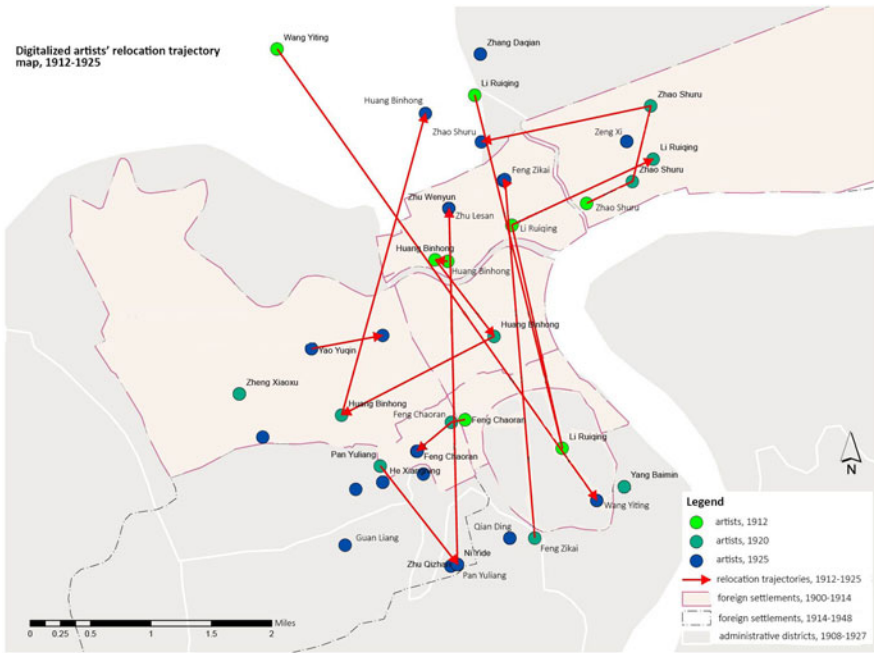 Digitalized artists' relocation trajectory
map, 1912-1925
Wang Yiting
Zhang Daqian
Li Ruiqing
Huang Binhong
Zhao Shuru
Zhao Shuru
Zeng Xi
Li Ruiqing
Feng Zikai
Zhao Shuru
Zhu Wenyun
Zhu Lesan
Zhao Shuru
Li Ruiqing
Huang Binhong
Huang Binhong
Huang Binhong
Yao Yuqin
Zheng Xiaoxu
Huang Binhong
Feng Chaoran
Feng Chaoran
Feng Chaoran
Li Ruiqing
Pan Yuliang
He Xiangning
Yang Baimin
Wang Yiting
Qian Ding
Guan Liang
Feng Zikai
Ni Yide
Zhu Qizhan
Pan Yuliang
N
Legend
artists, 1912
artists, 1920
artists, 1925
relocation trajectories, 1912-1925
foreign settlements, 1900-1914
foreign settlements, 1914-1948
administrative districts, 1908-1927
Miles
0 0.25 0.5 1 1.5 2